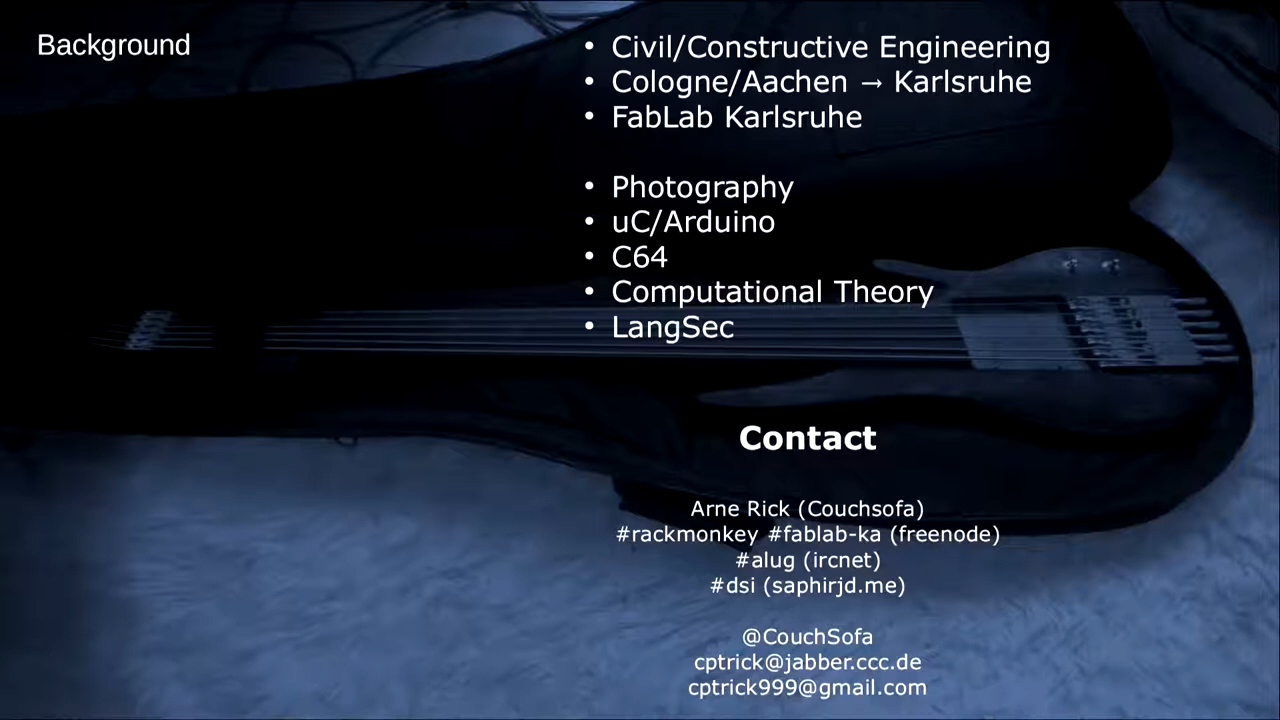 Background
• Civil/Constructive Engineering
• Cologne/Aachen → Karlsruhe
• FabLab Karlsruhe
• Photography
• uC/Arduino
• C64
• Computational Theory
• LangSec
Contact
Arne Rick (Couchsofa)
#rackmonkey #fablab-ka (freenode)
#alug (ircnet)
#dsi (saphirjd.me)
@CouchSofa
cptrick@jabber.ccc.de
cptrick999@gmail.com